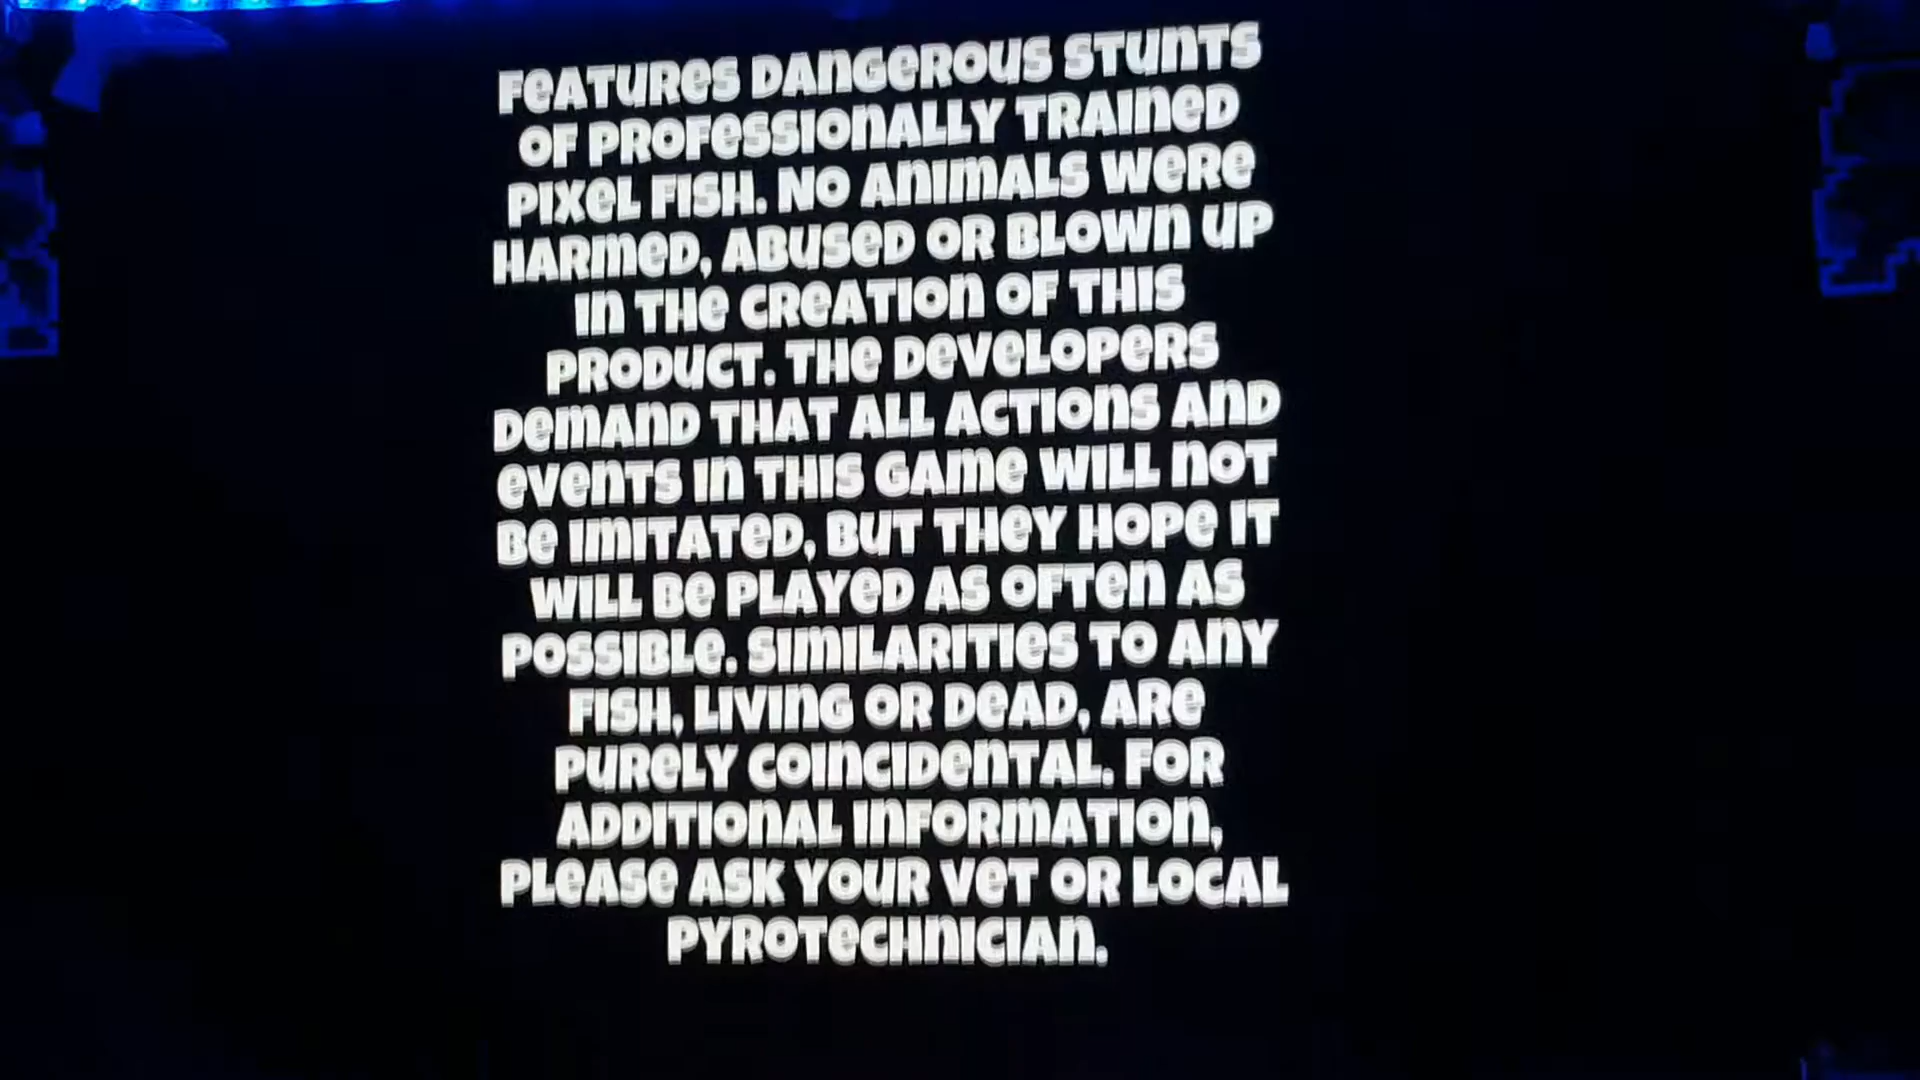 FEATURES DANGEROUS STUNTS
OF PROFESSIONALLY TRAINED
PIXEL FISH. NO ANIMALS WERE
HARMED, ABUSED OR BLOWN UP
IN THE CREATION OF THIS
PRODUCT. THE DEVELOPERS
DEMAND THAT ALL ACTIONS AND
EVENTS IN THIS GAME WILL NOT
BE IMITATED, BUT THEY HOPE IT
WILL BE PLAYED AS OFTEN AS
POSSIBLE. SIMILARITIES TO ANY
FISH, LIVING OR DEAD, ARE
PURELY COINCIDENTAL. FOR
ADDITIONAL INFORMATION,
PLEASE ASK YOUR VET OR LOCAL
PYROTECHNICIAN.